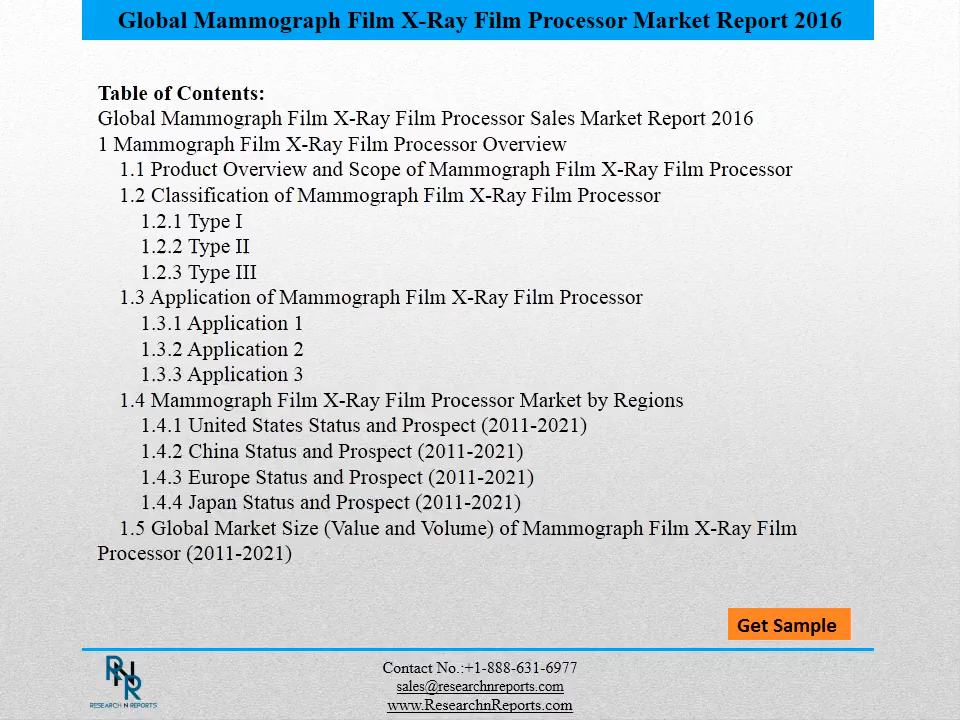 Global Mammograph Film X-Ray Film Processor Market Report 2016
Table of Contents:
Global Mammograph Film X-Ray Film Processor Sales Market Report 2016
1 Mammograph Film X-Ray Film Processor Overview
1.1 Product Overview and Scope of Mammograph Film X-Ray Film Processor
1.2 Classification of Mammograph Film X-Ray Film Processor
1.2.1 Type I
1.2.2 Type II
1.2.3 Type III
1.3 Application of Mammograph Film X-Ray Film Processor
1.3.1 Application 1
1.3.2 Application 2
1.3.3 Application 3
1.4 Mammograph Film X-Ray Film Processor Market by Regions
1.4.1 United States Status and Prospect (2011-2021)
1.4.2 China Status and Prospect (2011-2021)
1.4.3 Europe Status and Prospect (2011-2021)
1.4.4 Japan Status and Prospect (2011-2021)
1.5 Global Market Size (Value and Volume) of Mammograph Film X-Ray Film
Processor (2011-2021)
Get Sample
RNR
RESEARCH N REPORTS
Contact No.:+1-888-631-6977
sales@researchnreports.com
www.ResearchnReports.com